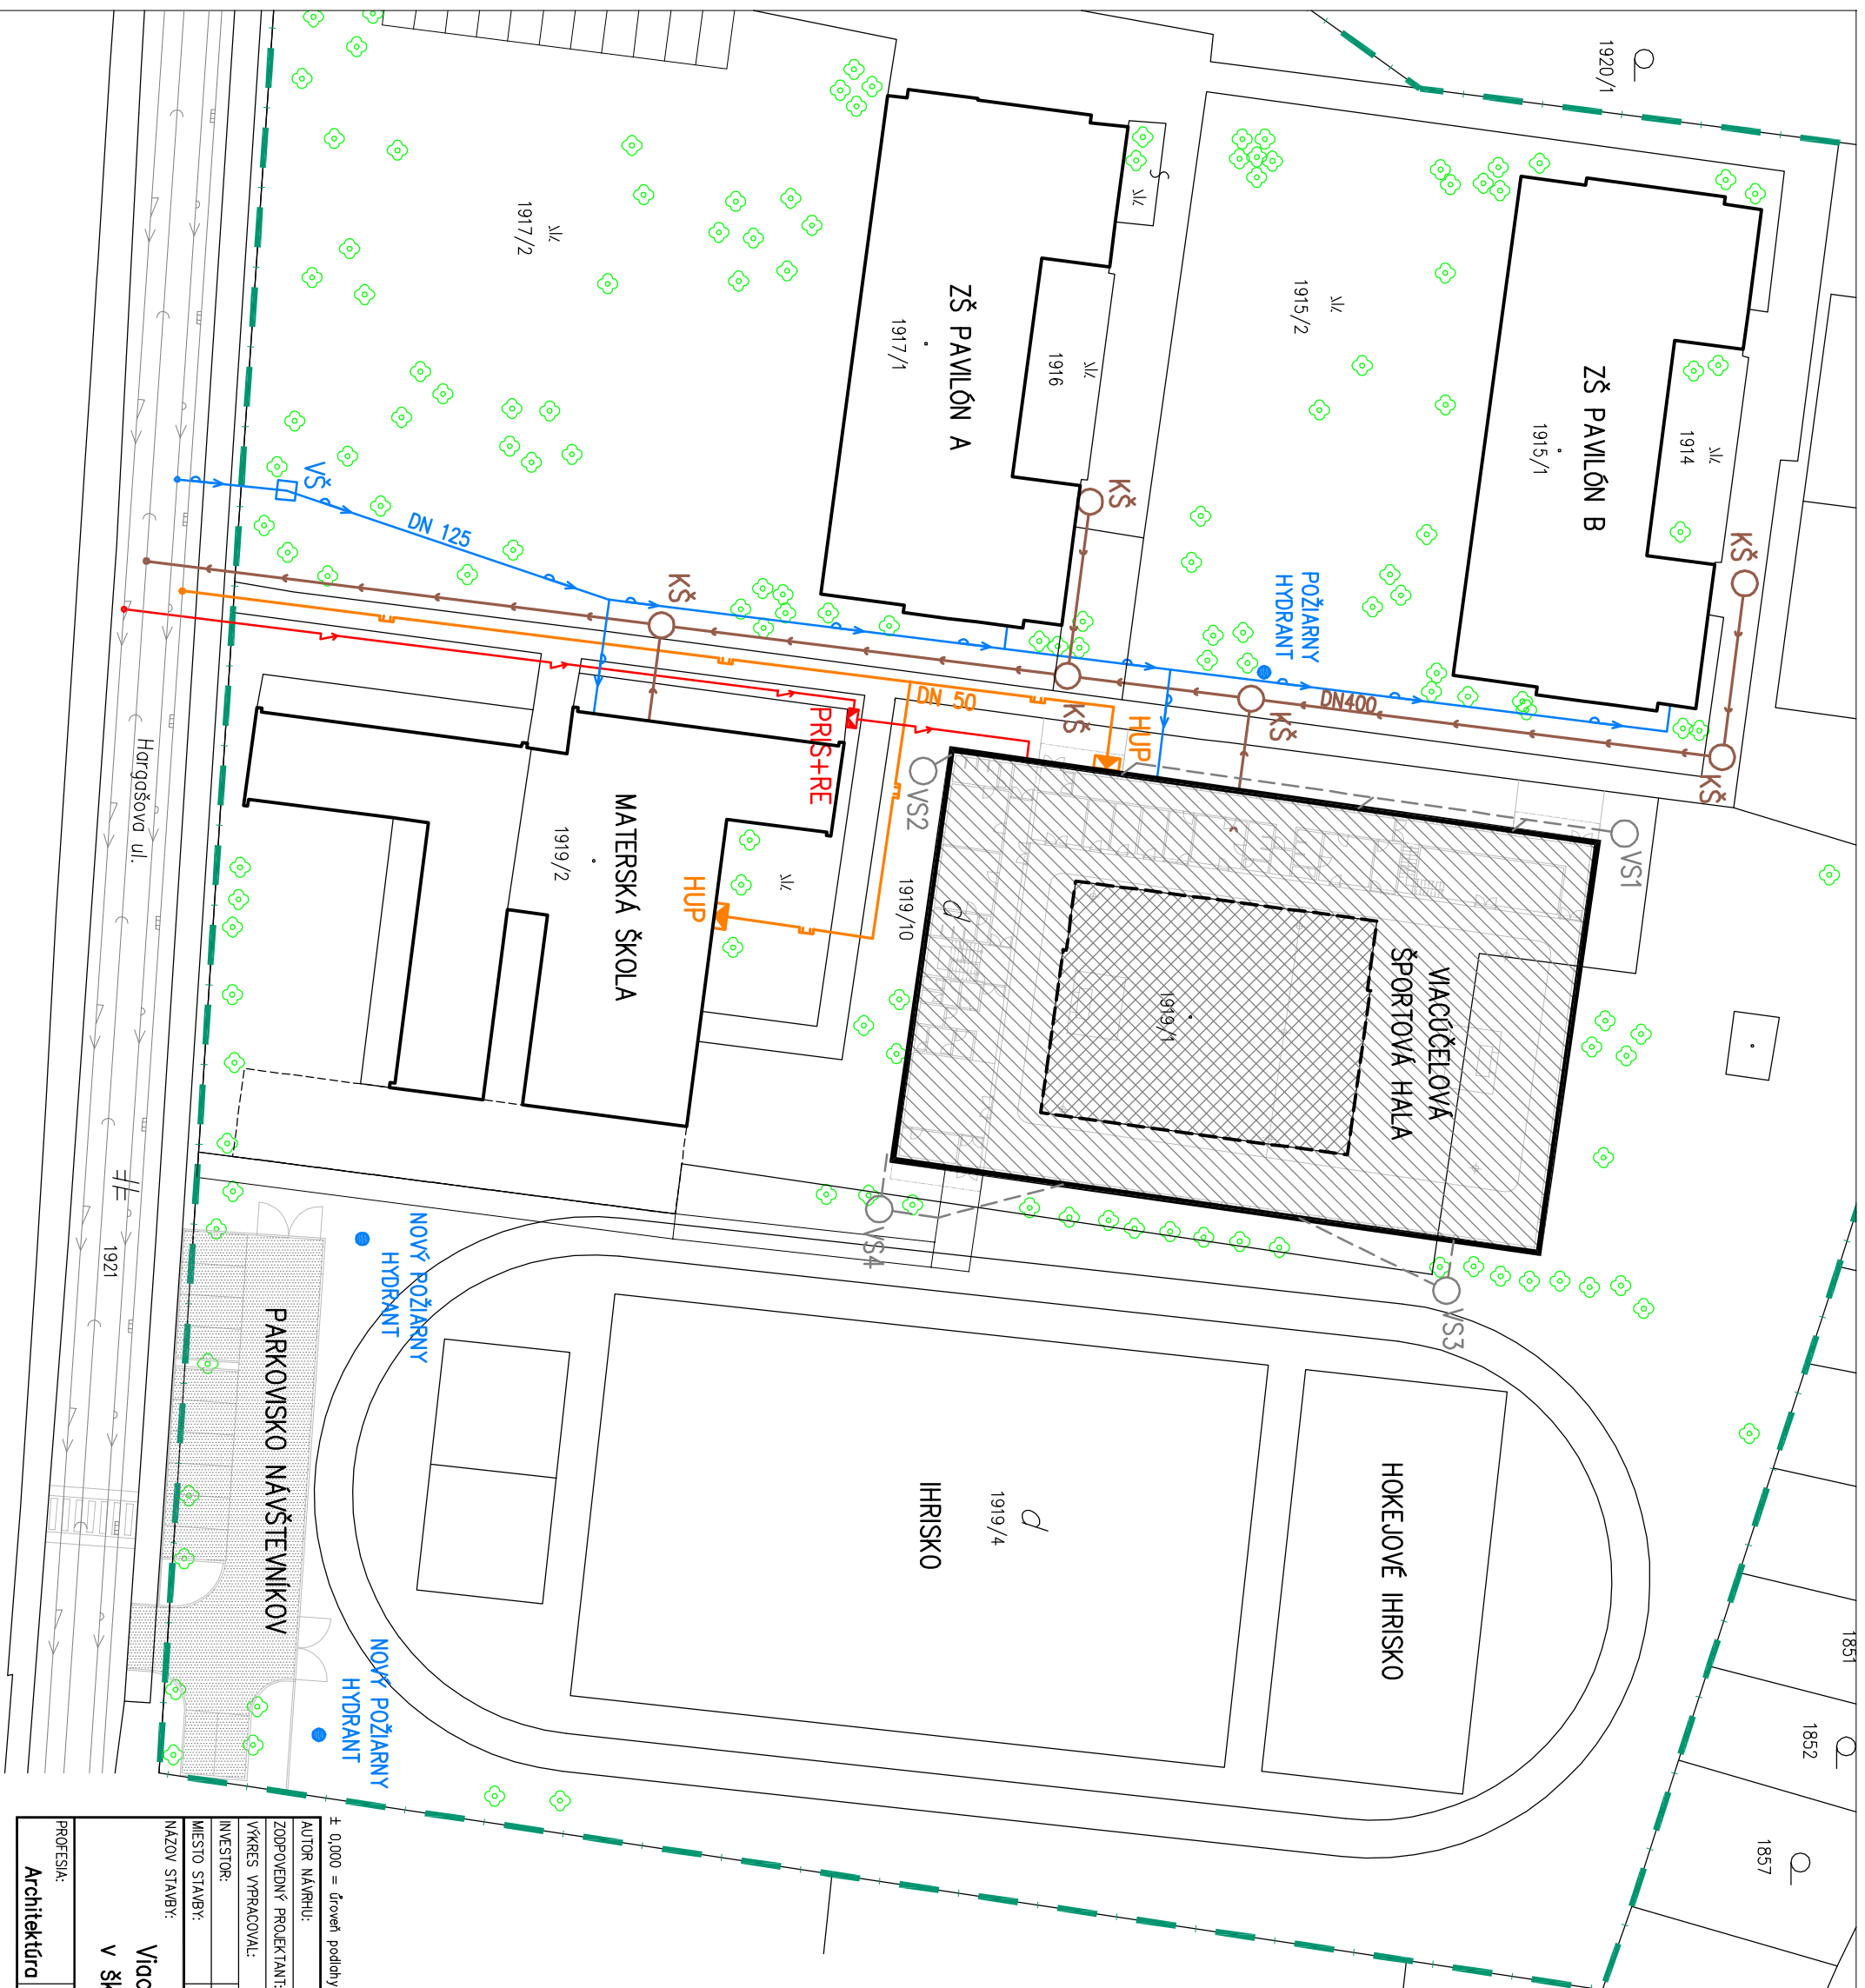 1920/1
1917/2
ZŠ PAVILÓN A
1917/1
1916
1915/2
ZŠ PAVILÓN B
1915/1
1914
KŠ
KŠ
KŠ
KŠ
KŠ
KŠ
VŠ
DN 125
POŽIARNY
HYDRANT
DN400
DN 50
HUP
HUP
PRIS+RE
VS2
VS1
VS3
VS4
MATERSKÁ ŠKOLA
1919/2
1919/10
VIACÚČELOVÁ
ŠPORTOVÁ HALA
1919/1
Hargašova ul.
1921
NOVÝ POŽIARNY
HYDRANT
PARKOVISKO NÁVŠTEVNÍKOV
NOVÝ POŽIARNY
HYDRANT
IHRISKO
1919/4
HOKEJOVÉ IHRISKO
1851
1852
1857
± 0,000 = úroveň podlahy
AUTOR NÁVRHU:
ZODPOVEDNÝ PROJEKTANT:
VÝKRES VYPRACOVAL:
INVESTOR:
MIESTO STAVBY:
NÁZOV STAVBY:
PROFESIA:
Architektúra